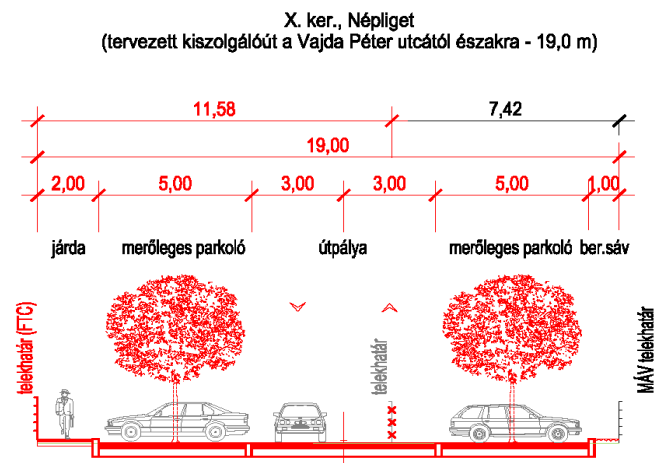 X. ker., Népliget
(tervezett kiszolgálóút a Vajda Péter utcától északra - 19,0 m)
11,58 7,42
19,00
2,00 5,00 3,00 3,00 5,00 1,00
járda merőleges parkoló útpálya merőleges parkoló ber.sáv
telekhatár (FTC)
telekhatár
MÁV telekhatár